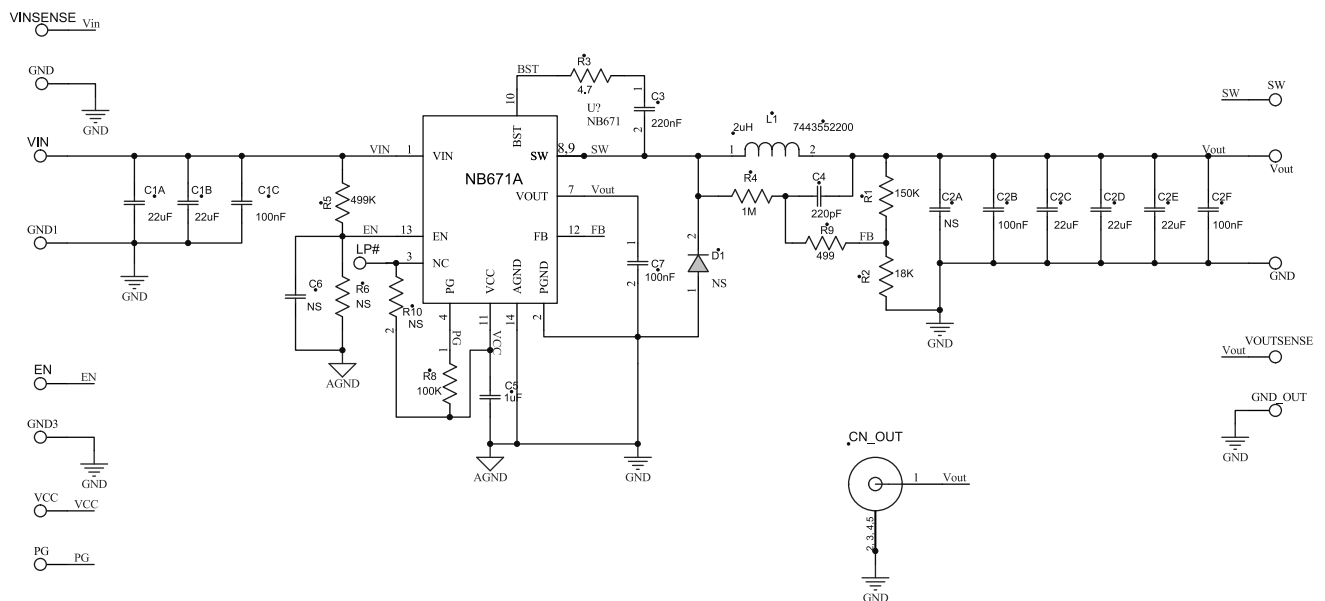 VINSENSE
Vin
GND
GND
VIN
GND1
GND
C1A
22uF
C1B
22uF
C1C
100nF
VIN
1
R5
499K
EN
13
LP#
3
C6
NS
R6
NS
AGND
R10
NS
2
BST
10
R3
4.7
U?
NB671
1
C3
2
220nF
BST
VIN
SW
8,9
SW
NB671A
VOUT
7
Vout
EN
FB
12
FB
NC
PG
VCC
AGND
PGND
4
11
14
2
PG
VCC
1
R8
100K
C5
1uF
AGND
GND
1
C7
100nF
2
2uH
L1
7443552200
1
2
R4
1M
C4
220pF
R9
499
FB
R1
150K
R2
18K
2
D1
NS
1
C2A
NS
C2B
100nF
C2C
22uF
C2D
22uF
C2E
22uF
C2F
100nF
GND
SW
SW
Vout
Vout
GND
VOUTSENSE
Vout
GND_OUT
GND
EN
EN
GND3
GND
VCC
VCC
PG
PG
CN_OUT
1
Vout
2, 3, 4, 5
GND